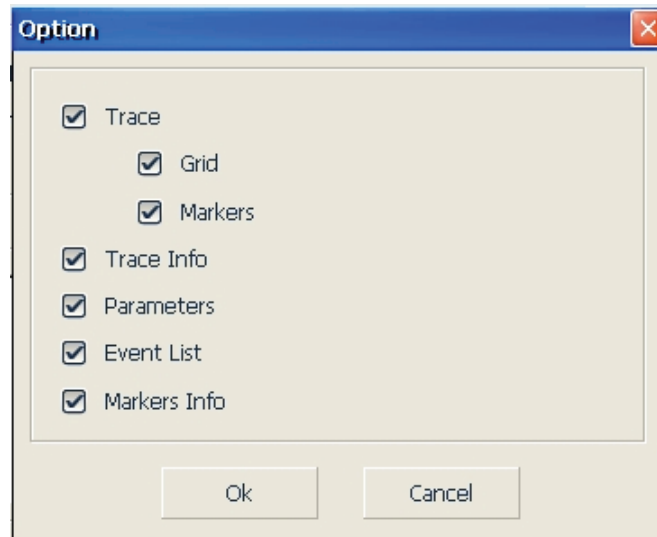 Option
Trace
Grid
Markers
Trace Info
Parameters
Event List
Markers Info
Ok Cancel